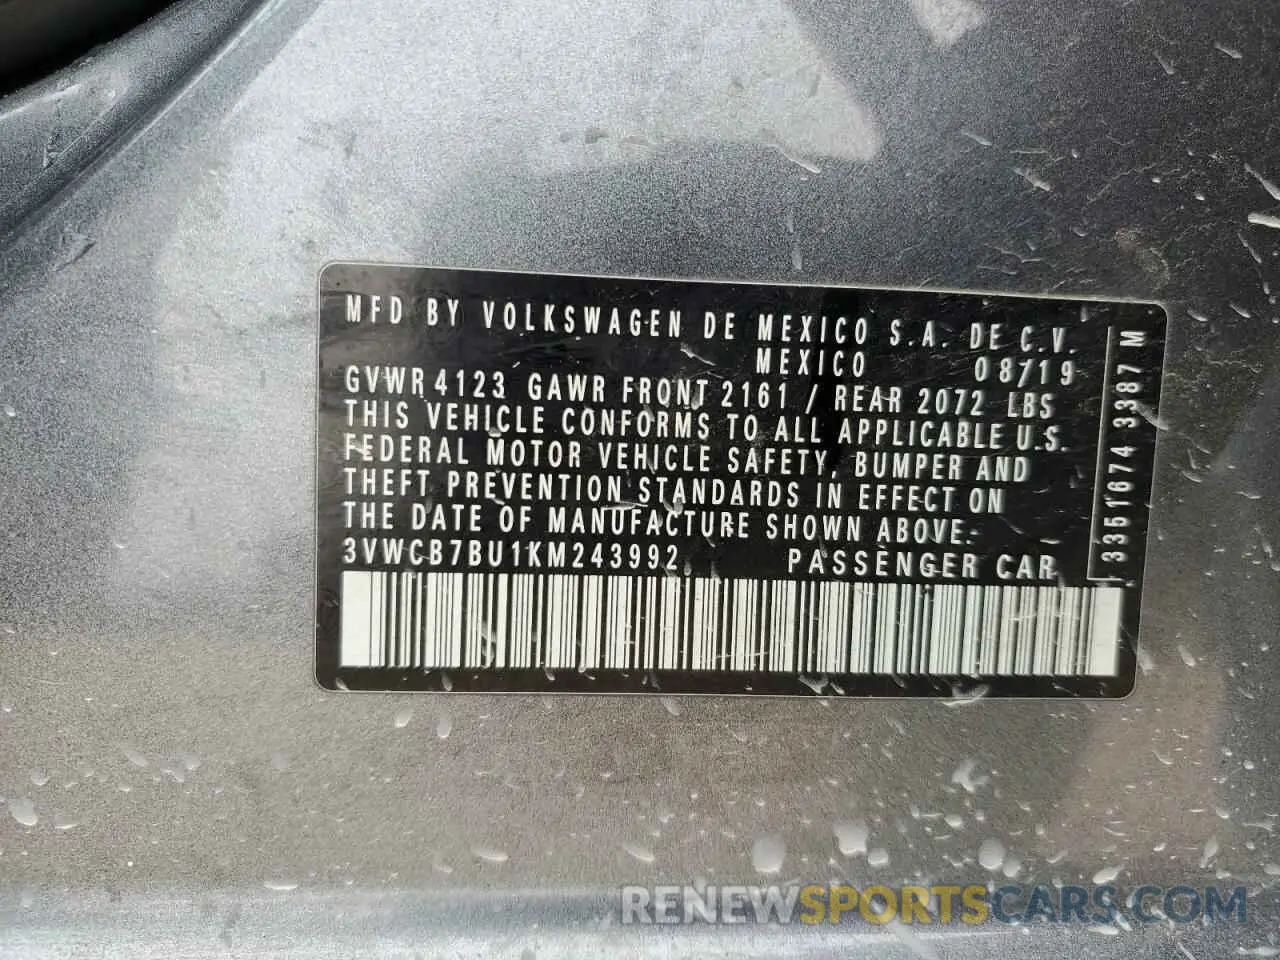 MFD BY VOLKSWAGEN DE MEXICO S.A. DE C.V.
MEXICO 08/19
GVWR 4123 GAWR FRONT 2161 / REAR 2072 LBS
THIS VEHICLE CONFORMS TO ALL APPLICABLE U.S.
FEDERAL MOTOR VEHICLE SAFETY, BUMPER AND
THEFT PREVENTION STANDARDS IN EFFECT ON
THE DATE OF MANUFACTURE SHOWN ABOVE.
3VWCB7BU1KM243992 PASSENGER CAR
3351674 3387 M
RENEWSPORTSCARS.COM